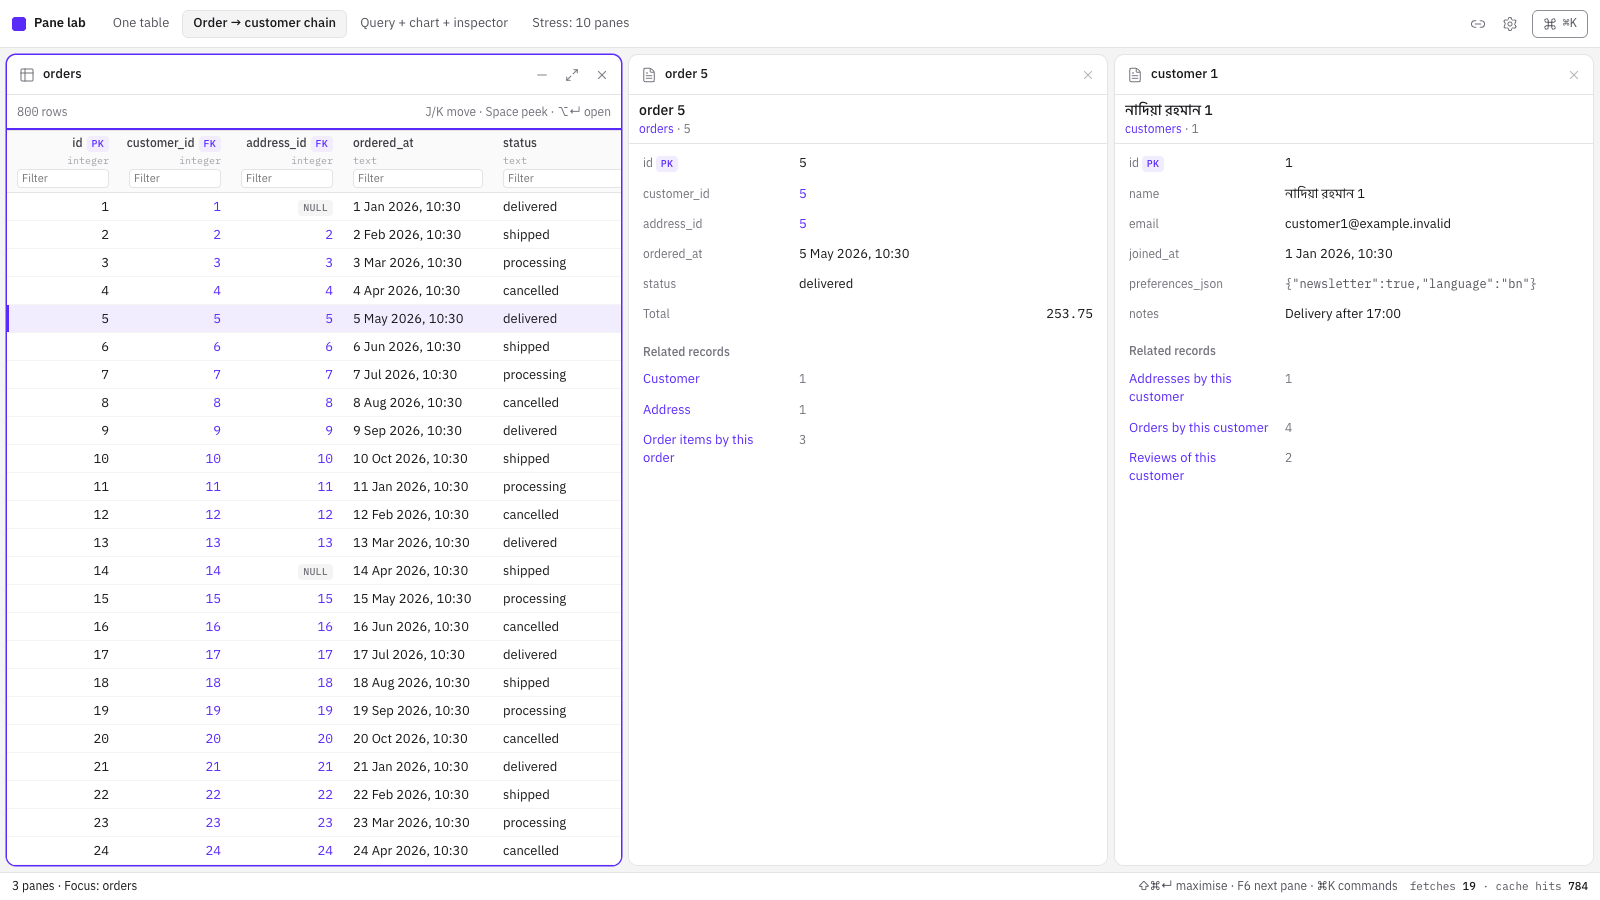 Pane lab One table Order → customer chain Query + chart + inspector Stress: 10 panes ⌘ ⌘K
orders
800 rows J/K move · Space peek · ⌥↵ open
id PK customer_id FK address_id FK ordered_at status
integer integer integer text text
Filter Filter Filter Filter Filter
1 1 NULL 1 Jan 2026, 10:30 delivered
2 2 2 2 Feb 2026, 10:30 shipped
3 3 3 3 Mar 2026, 10:30 processing
4 4 4 4 Apr 2026, 10:30 cancelled
5 5 5 5 May 2026, 10:30 delivered
6 6 6 6 Jun 2026, 10:30 shipped
7 7 7 7 Jul 2026, 10:30 processing
8 8 8 8 Aug 2026, 10:30 cancelled
9 9 9 9 Sep 2026, 10:30 delivered
10 10 10 10 Oct 2026, 10:30 shipped
11 11 11 11 Jan 2026, 10:30 processing
12 12 12 12 Feb 2026, 10:30 cancelled
13 13 13 13 Mar 2026, 10:30 delivered
14 14 NULL 14 Apr 2026, 10:30 shipped
15 15 15 15 May 2026, 10:30 processing
16 16 16 16 Jun 2026, 10:30 cancelled
17 17 17 17 Jul 2026, 10:30 delivered
18 18 18 18 Aug 2026, 10:30 shipped
19 19 19 19 Sep 2026, 10:30 processing
20 20 20 20 Oct 2026, 10:30 cancelled
21 21 21 21 Jan 2026, 10:30 delivered
22 22 22 22 Feb 2026, 10:30 shipped
23 23 23 23 Mar 2026, 10:30 processing
24 24 24 24 Apr 2026, 10:30 cancelled
order 5
order 5
orders · 5
id PK 5
customer_id 5
address_id 5
ordered_at 5 May 2026, 10:30
status delivered
Total 253.75
Related records
Customer 1
Address 1
Order items by this 3
order
customer 1
নাদিয়া রহমান 1
customers · 1
id PK 1
name নাদিয়া রহমান 1
email customer1@example.invalid
joined_at 1 Jan 2026, 10:30
preferences_json {"newsletter":true,"language":"bn"}
notes Delivery after 17:00
Related records
Addresses by this 1
customer
Orders by this customer 4
Reviews of this 2
customer
3 panes · Focus: orders ⇧⌘↵ maximise · F6 next pane · ⌘K commands fetches 19 · cache hits 784